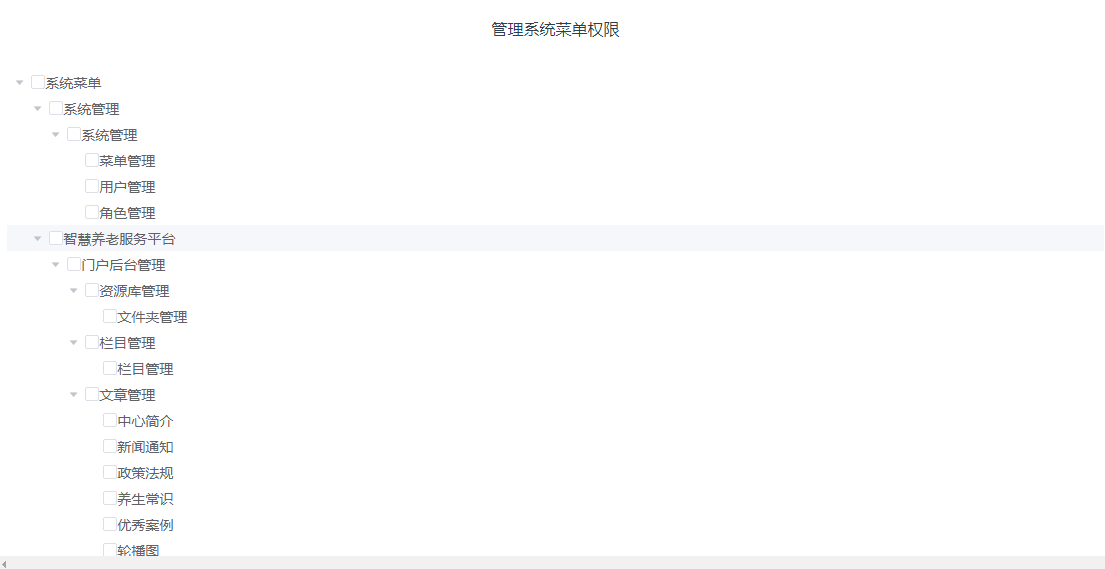 管理系统菜单权限
系统菜单
系统管理
系统管理
菜单管理
用户管理
角色管理
智慧养老服务平台
门户后台管理
资源库管理
文件夹管理
栏目管理
栏目管理
文章管理
中心简介
新闻通知
政策法规
养生常识
优秀案例
轮播图